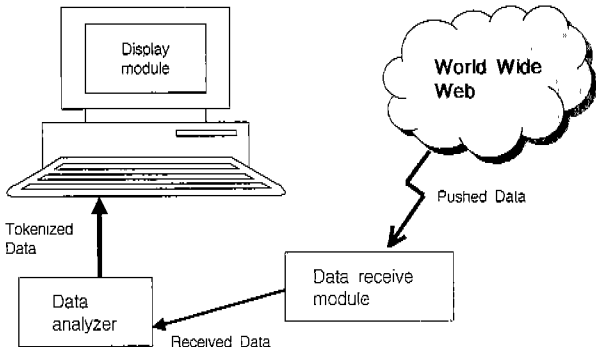 Display
module
World Wide
Web
Pushed Data
Tokenized
Data
Data receive
module
Data
analyzer
Received Data